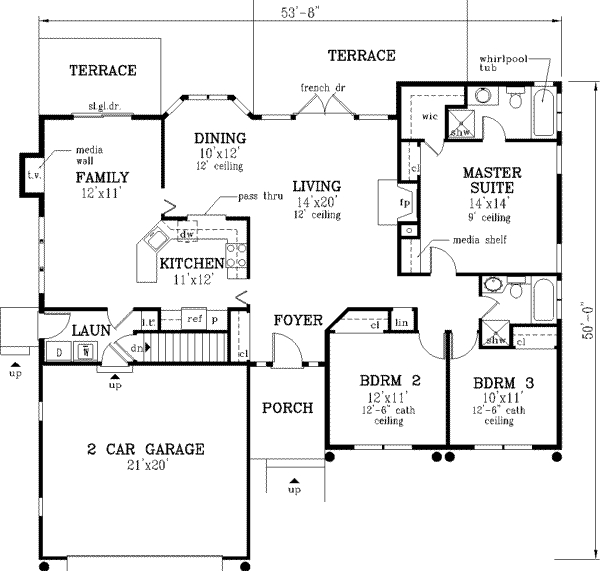 53'-8"
TERRACE
TERRACE
whirlpool
tub
french dr
sl.gl.dr.
wic
shw
DINING
10'x12'
12' ceiling
media
wall
t.v.
FAMILY
12'x11'
cl
MASTER
SUITE
14'x14'
9' ceiling
LIVING
14'x20'
12' ceiling
pass thru
fp
dw
media shelf
KITCHEN
11'x12'
50'-0"
LAUN
l.t.
ref
p
FOYER
cl
lin
shw
cl
D
W
dn
cl
up
up
BDRM 2
12'x11'
12'-6" cath
ceiling
BDRM 3
10'x11'
12'-6" cath
ceiling
PORCH
2 CAR GARAGE
21'x20'
up